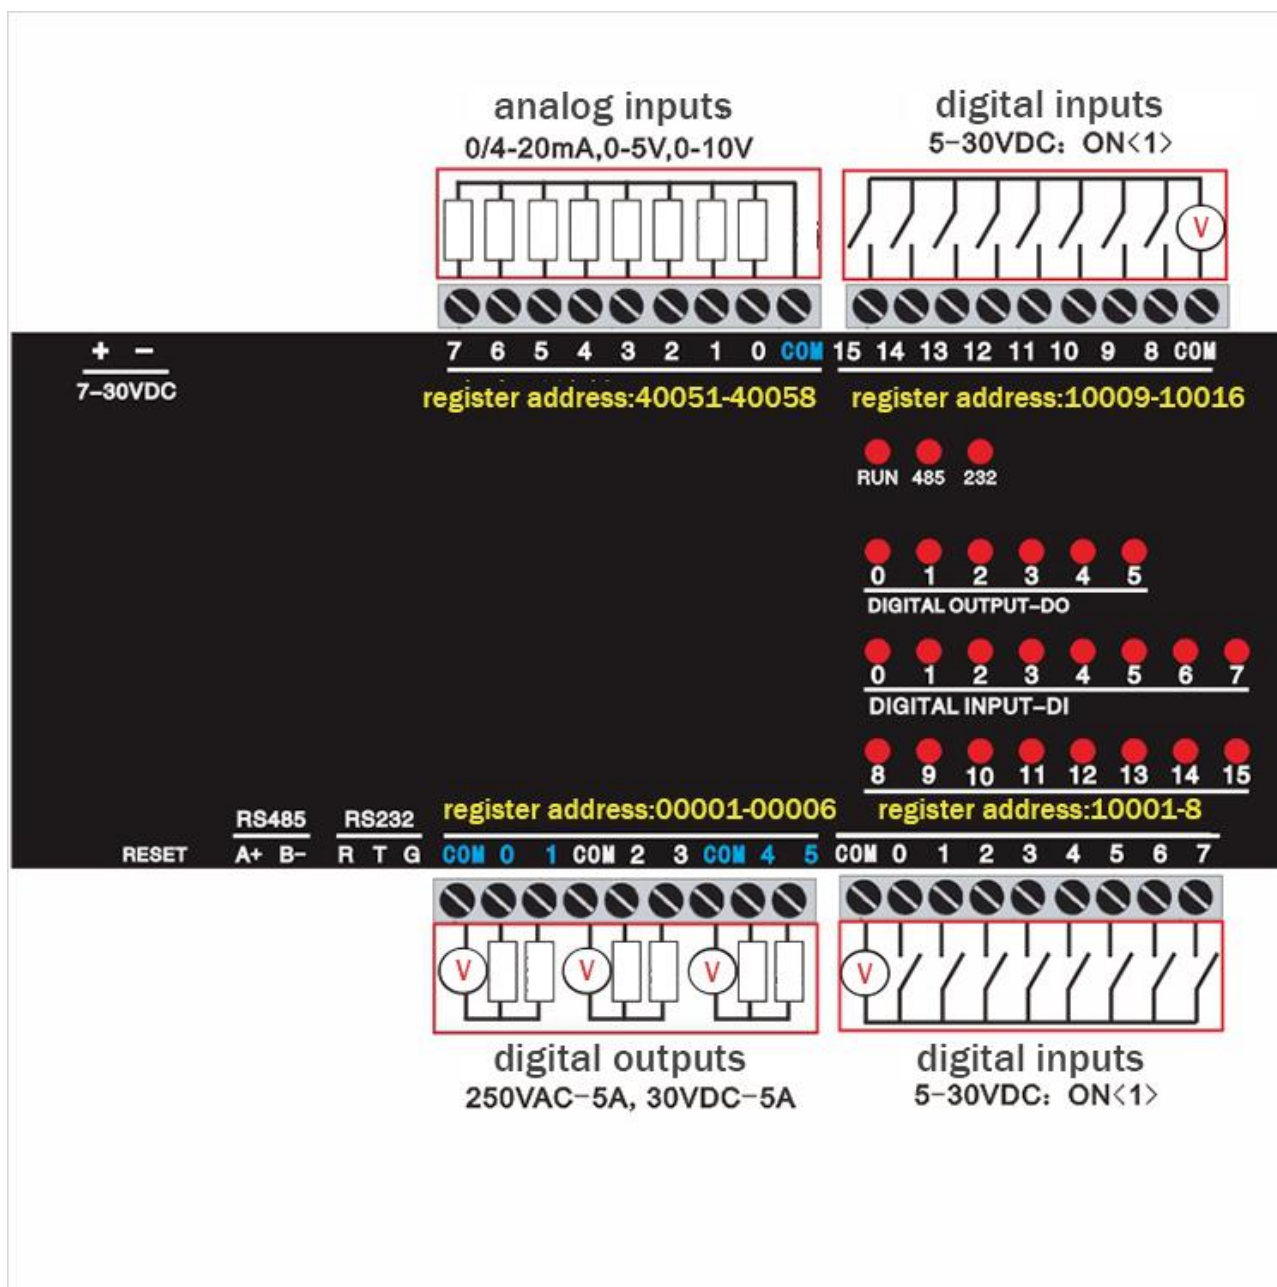 analog inputs
0/4-20mA,0-5V,0-10V
digital inputs
5-30VDC: ON<1>
V
+ -
7-30VDC
7 6 5 4 3 2 1 0 COM
15 14 13 12 11 10 9 8 COM
register address:40051-40058
register address:10009-10016
RUN 485 232
0 1 2 3 4 5
DIGITAL OUTPUT-DO
0 1 2 3 4 5 6 7
DIGITAL INPUT-DI
8 9 10 11 12 13 14 15
register address:00001-00006
register address:10001-8
RS485 RS232
RESET A+ B- R T G COM 0 1 COM 2 3 COM 4 5 COM 0 1 2 3 4 5 6 7
V V V V
digital outputs
250VAC-5A, 30VDC-5A
digital inputs
5-30VDC: ON<1>